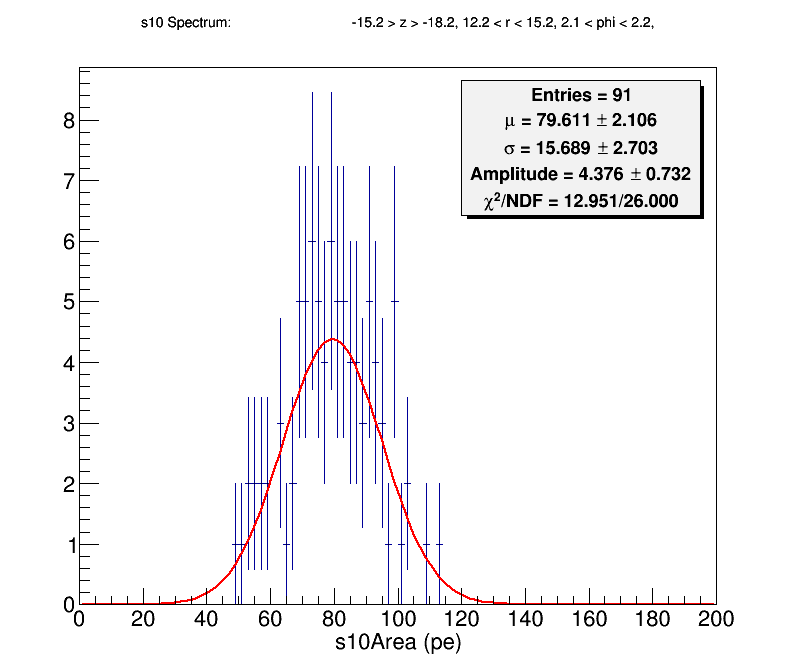 s10 Spectrum: -15.2 > z > -18.2, 12.2 < r < 15.2, 2.1 < phi < 2.2,
Entries = 91
μ = 79.611 ± 2.106
σ = 15.689 ± 2.703
Amplitude = 4.376 ± 0.732
χ²/NDF = 12.951/26.000
8
7
6
5
4
3
2
1
0
0 20 40 60 80 100 120 140 160 180 200
s10Area (pe)